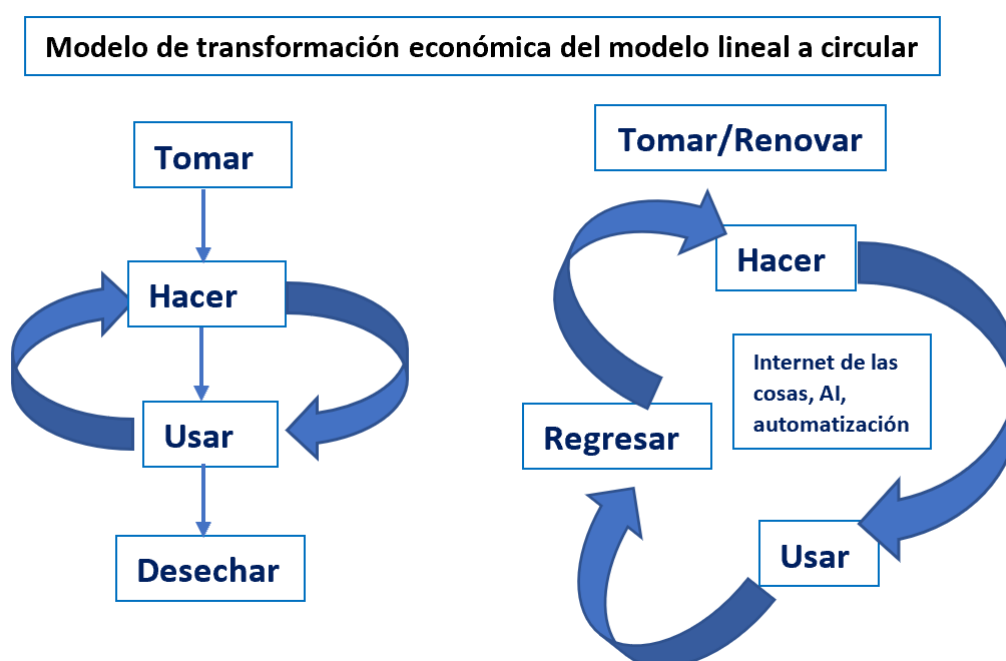 Modelo de transformación económica del modelo lineal a circular
Tomar
Hacer
Usar
Desechar
Tomar/Renovar
Hacer
Internet de las
cosas, AI,
automatización
Regresar
Usar